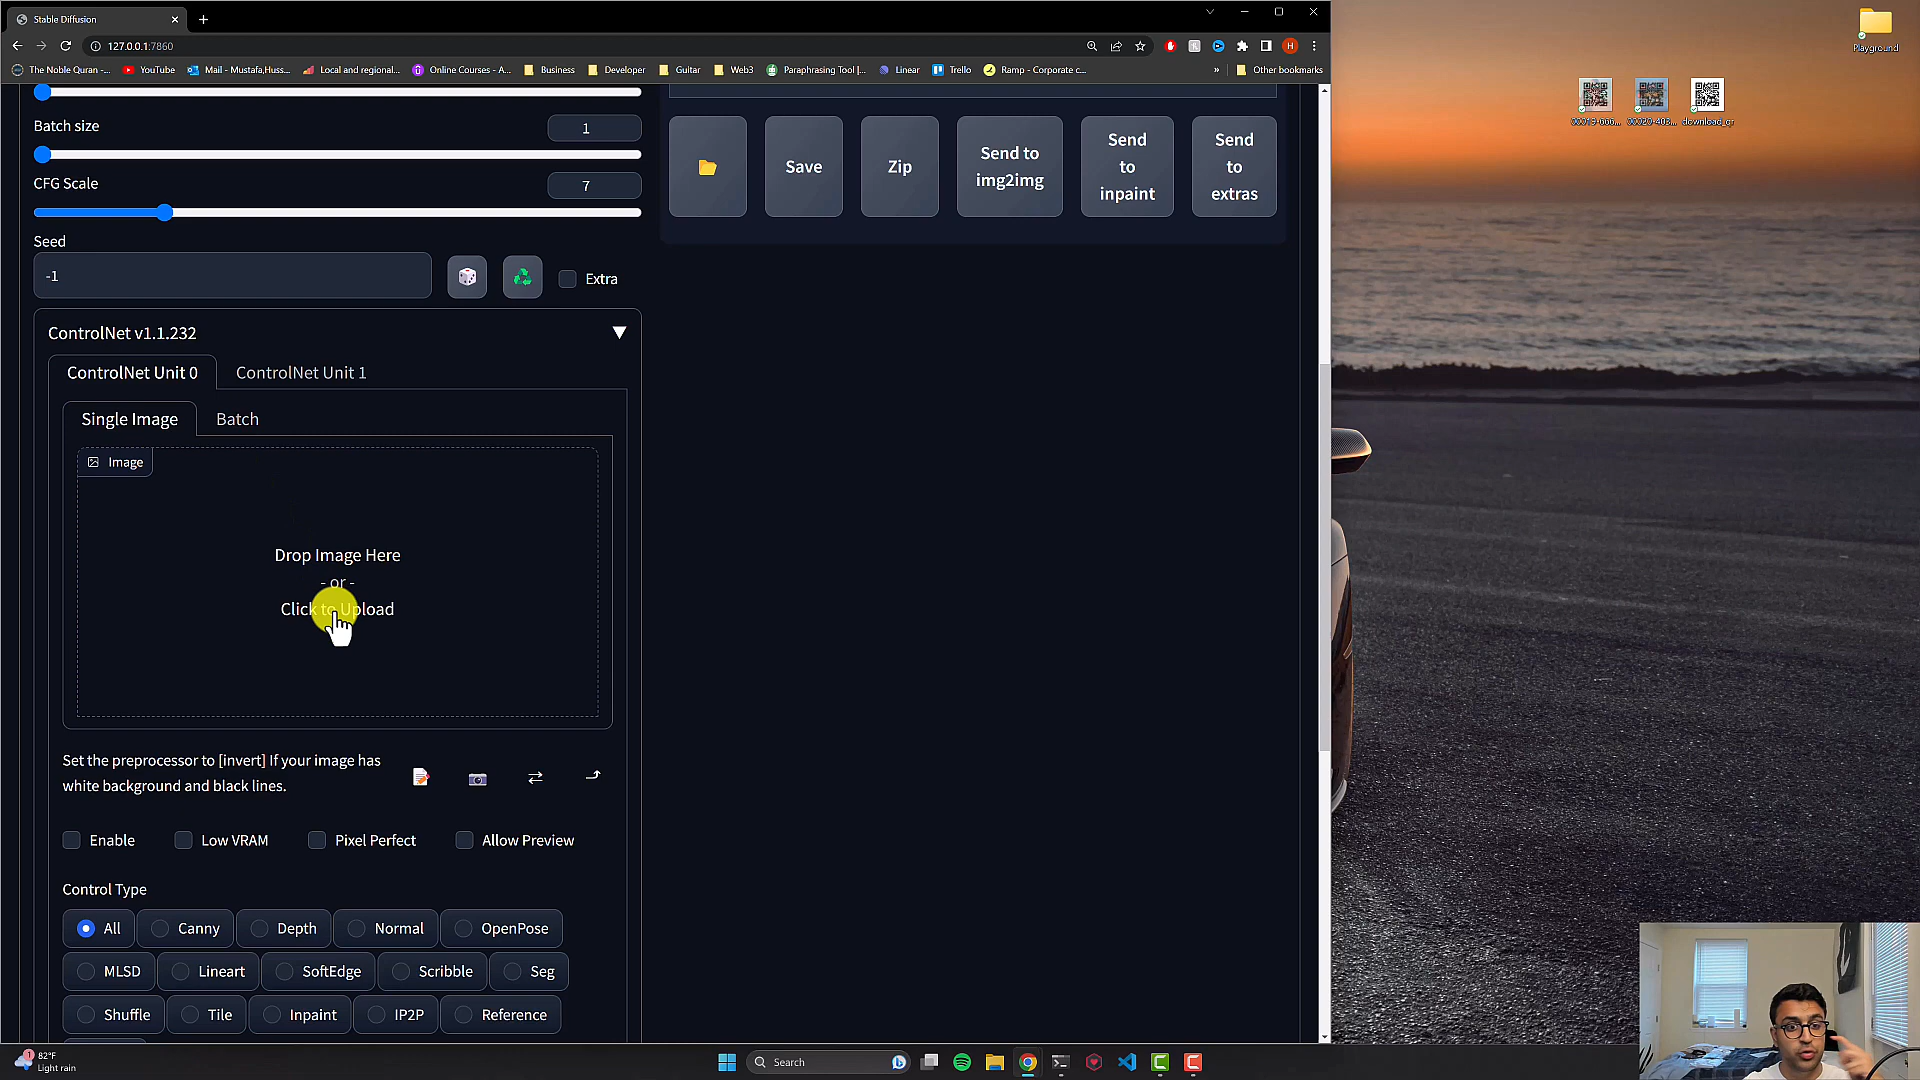 Stable Diffusion
127.0.0.1:7860
The Noble Quran -...
YouTube
Mail - Mustafa,Huss...
Local and regional...
Online Courses - A...
Business
Developer
Guitar
Web3
Paraphrasing Tool |...
Linear
Trello
Ramp - Corporate c...
»
Other bookmarks
Playground
download_qr
Batch size
1
CFG Scale
7
Seed
-1
Extra
Save
Zip
Send to
img2img
Send
to
inpaint
Send
to
extras
ControlNet v1.1.232
ControlNet Unit 0
ControlNet Unit 1
Single Image
Batch
Image
Drop Image Here
- or -
Click to Upload
Set the preprocessor to [invert] If your image has
white background and black lines.
Enable
Low VRAM
Pixel Perfect
Allow Preview
Control Type
All
Canny
Depth
Normal
OpenPose
MLSD
Lineart
SoftEdge
Scribble
Seg
Shuffle
Tile
Inpaint
IP2P
Reference
1
82°F
Light rain
Search
H